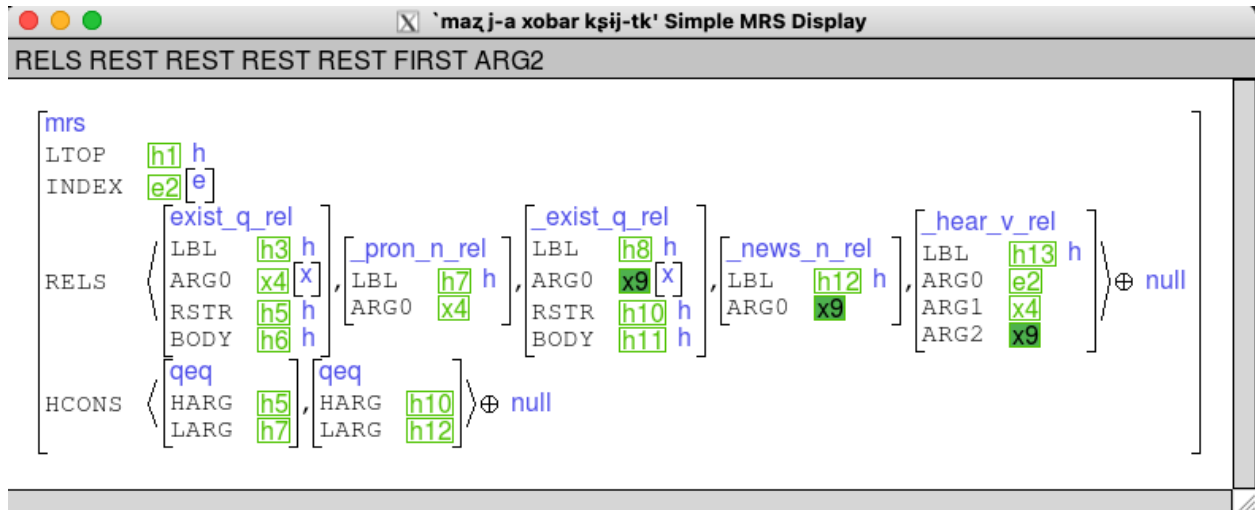 `maʐ j-a xobar kʂɨj-tk' Simple MRS Display
RELS REST REST REST REST FIRST ARG2
mrs
LTOP h1 h
INDEX e2 [e]
RELS ⟨ [exist_q_rel
LBL h3 h
ARG0 x4 [x]
RSTR h5 h
BODY h6 h] , [_pron_n_rel
LBL h7 h
ARG0 x4] , [_exist_q_rel
LBL h8 h
ARG0 x9 [x]
RSTR h10 h
BODY h11 h] , [_news_n_rel
LBL h12 h
ARG0 x9] , [_hear_v_rel
LBL h13 h
ARG0 e2
ARG1 x4
ARG2 x9] ⟩ ⊕ null
HCONS ⟨ [qeq
HARG h5
LARG h7] , [qeq
HARG h10
LARG h12] ⟩ ⊕ null